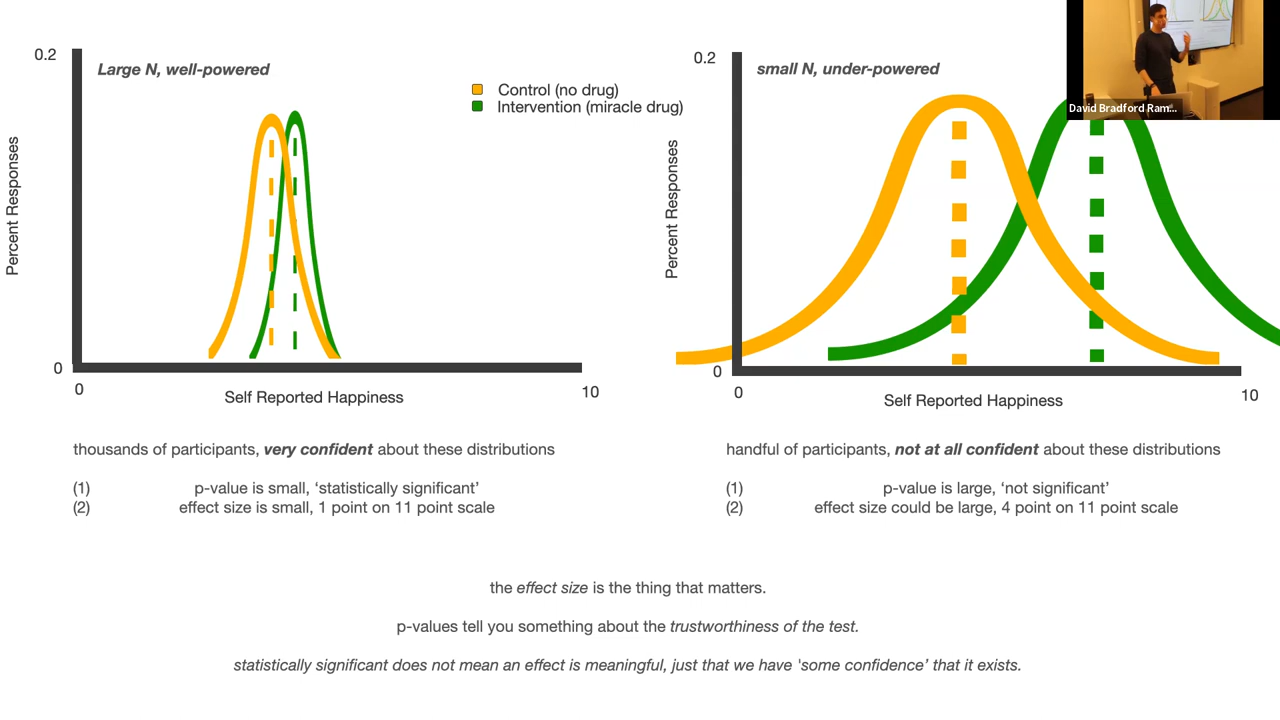 0.2
Large N, well-powered
Control (no drug)
Intervention (miracle drug)
Percent Responses
0
0
10
Self Reported Happiness
thousands of participants, very confident about these distributions
(1) p-value is small, ‘statistically significant’
(2) effect size is small, 1 point on 11 point scale
0.2
small N, under-powered
David Bradford Ram...
Percent Responses
0
0
10
Self Reported Happiness
handful of participants, not at all confident about these distributions
(1) p-value is large, ‘not significant’
(2) effect size could be large, 4 point on 11 point scale
the effect size is the thing that matters.
p-values tell you something about the trustworthiness of the test.
statistically significant does not mean an effect is meaningful, just that we have 'some confidence’ that it exists.